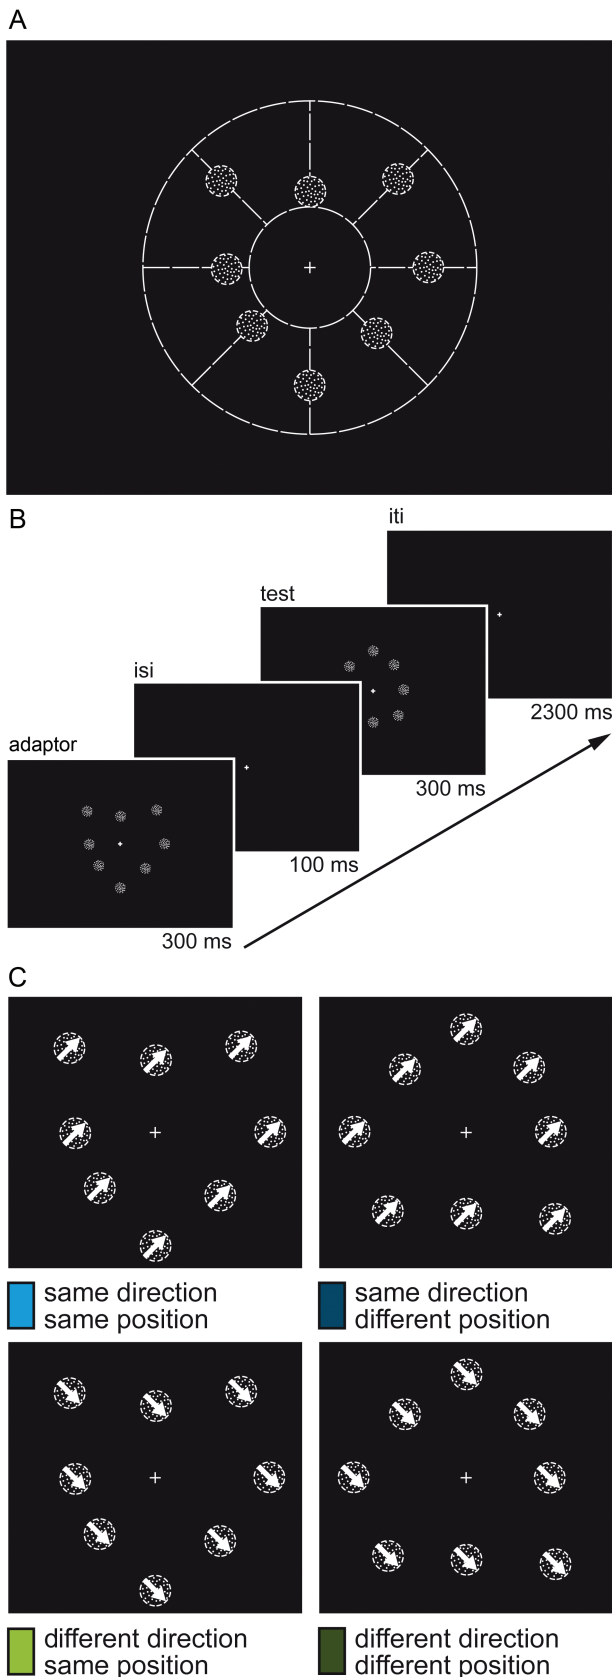 A
B
iti
test
isi
adaptor
2300 ms
300 ms
100 ms
300 ms
C
same direction
same position
same direction
different position
different direction
same position
different direction
different position